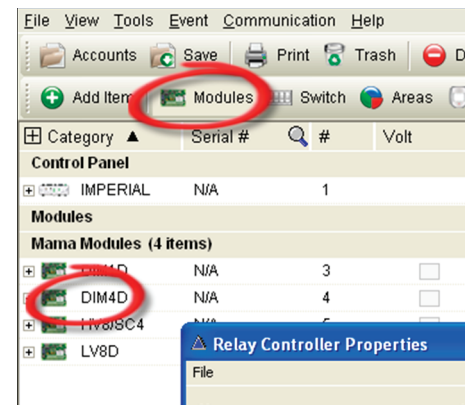 File View Tools Event Communication Help
Accounts Save Print Trash D
Add Item Modules Switch Areas
Category ▲ Serial # # Volt
Control Panel
IMPERIAL N/A 1
Modules
Mama Modules (4 items)
N/A 3
DIM4D N/A 4
LV8D
Relay Controller Properties
File